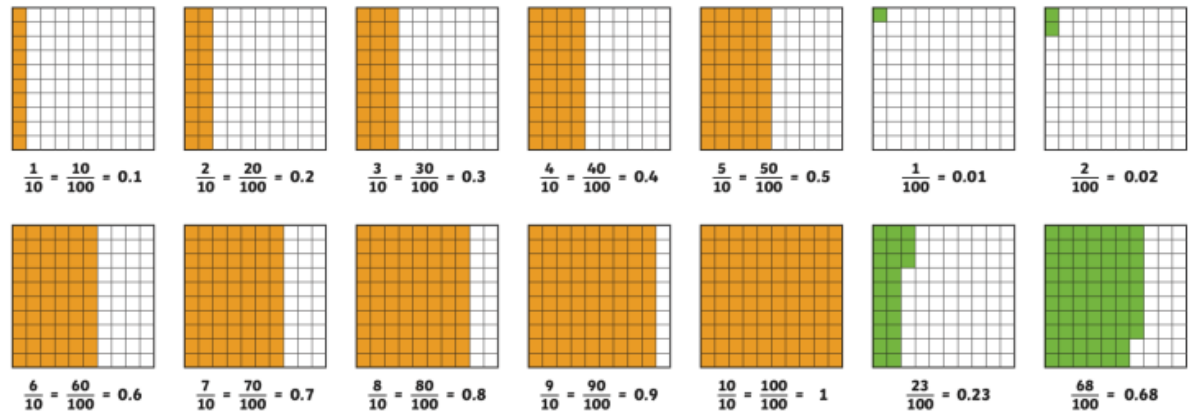 1/10 = 10/100 = 0.1
2/10 = 20/100 = 0.2
3/10 = 30/100 = 0.3
4/10 = 40/100 = 0.4
5/10 = 50/100 = 0.5
1/100 = 0.01
2/100 = 0.02
6/10 = 60/100 = 0.6
7/10 = 70/100 = 0.7
8/10 = 80/100 = 0.8
9/10 = 90/100 = 0.9
10/10 = 100/100 = 1
23/100 = 0.23
68/100 = 0.68